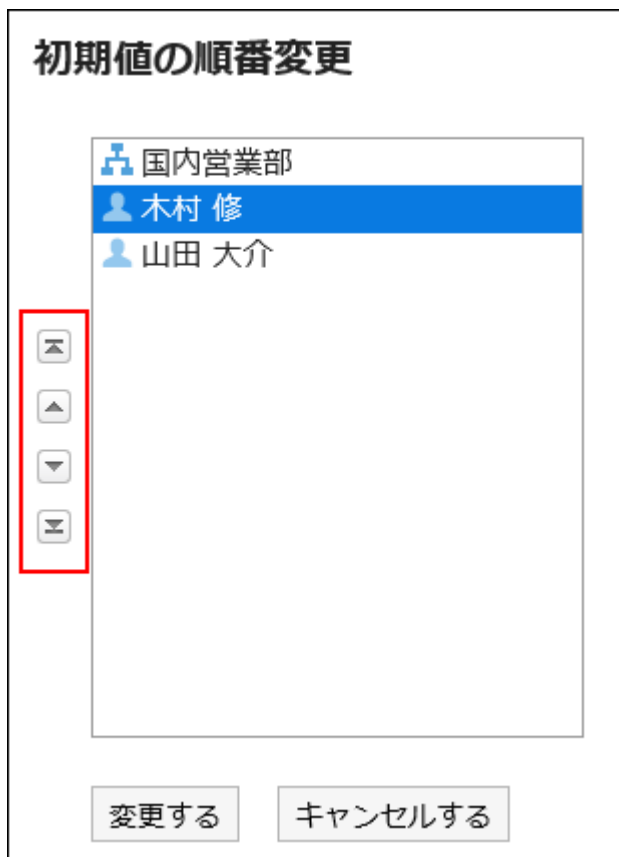 初期値の順番変更
国内営業部
木村 修
山田 大介
変更する
キャンセルする